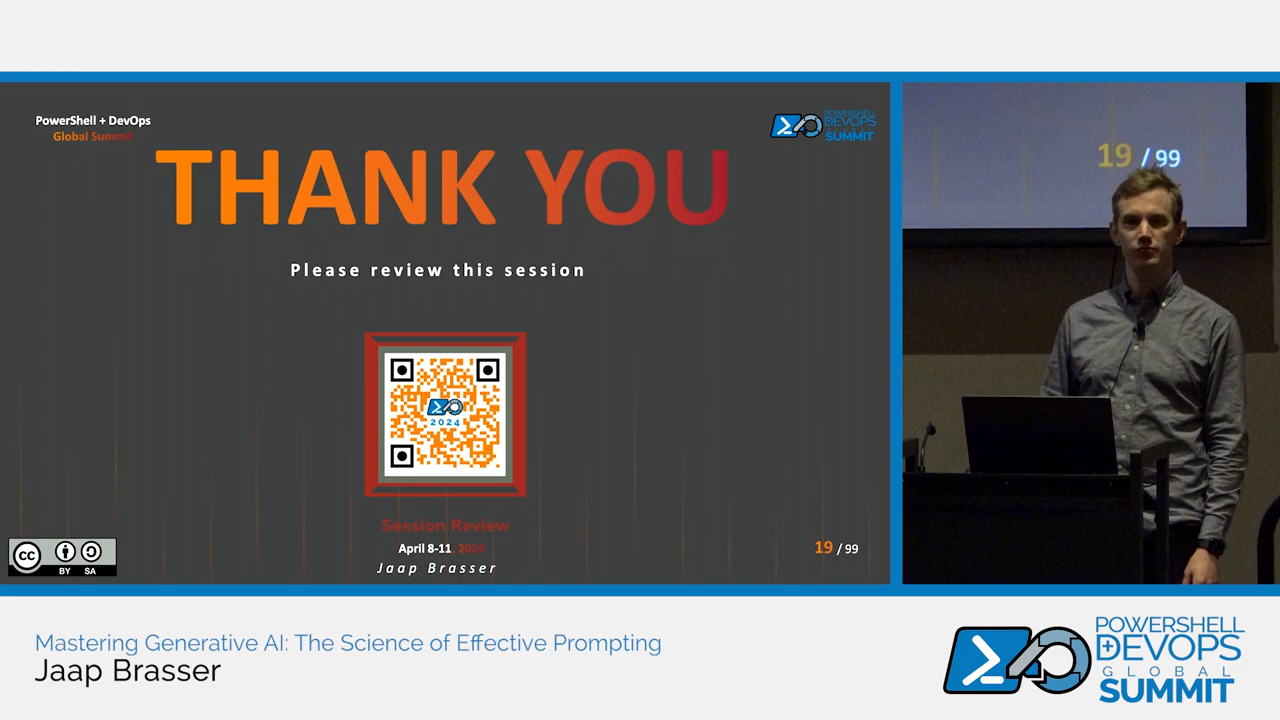 PowerShell + DevOps
Global Summit
POWERSHELL
DEVOPS
GLOBAL
SUMMIT
THANK YOU
Please review this session
2024
Session Review
April 8-11, 2024
Jaap Brasser
19 / 99
CC
BY SA
19 / 99
Mastering Generative AI: The Science of Effective Prompting
Jaap Brasser
POWERSHELL
DEVOPS
GLOBAL
SUMMIT